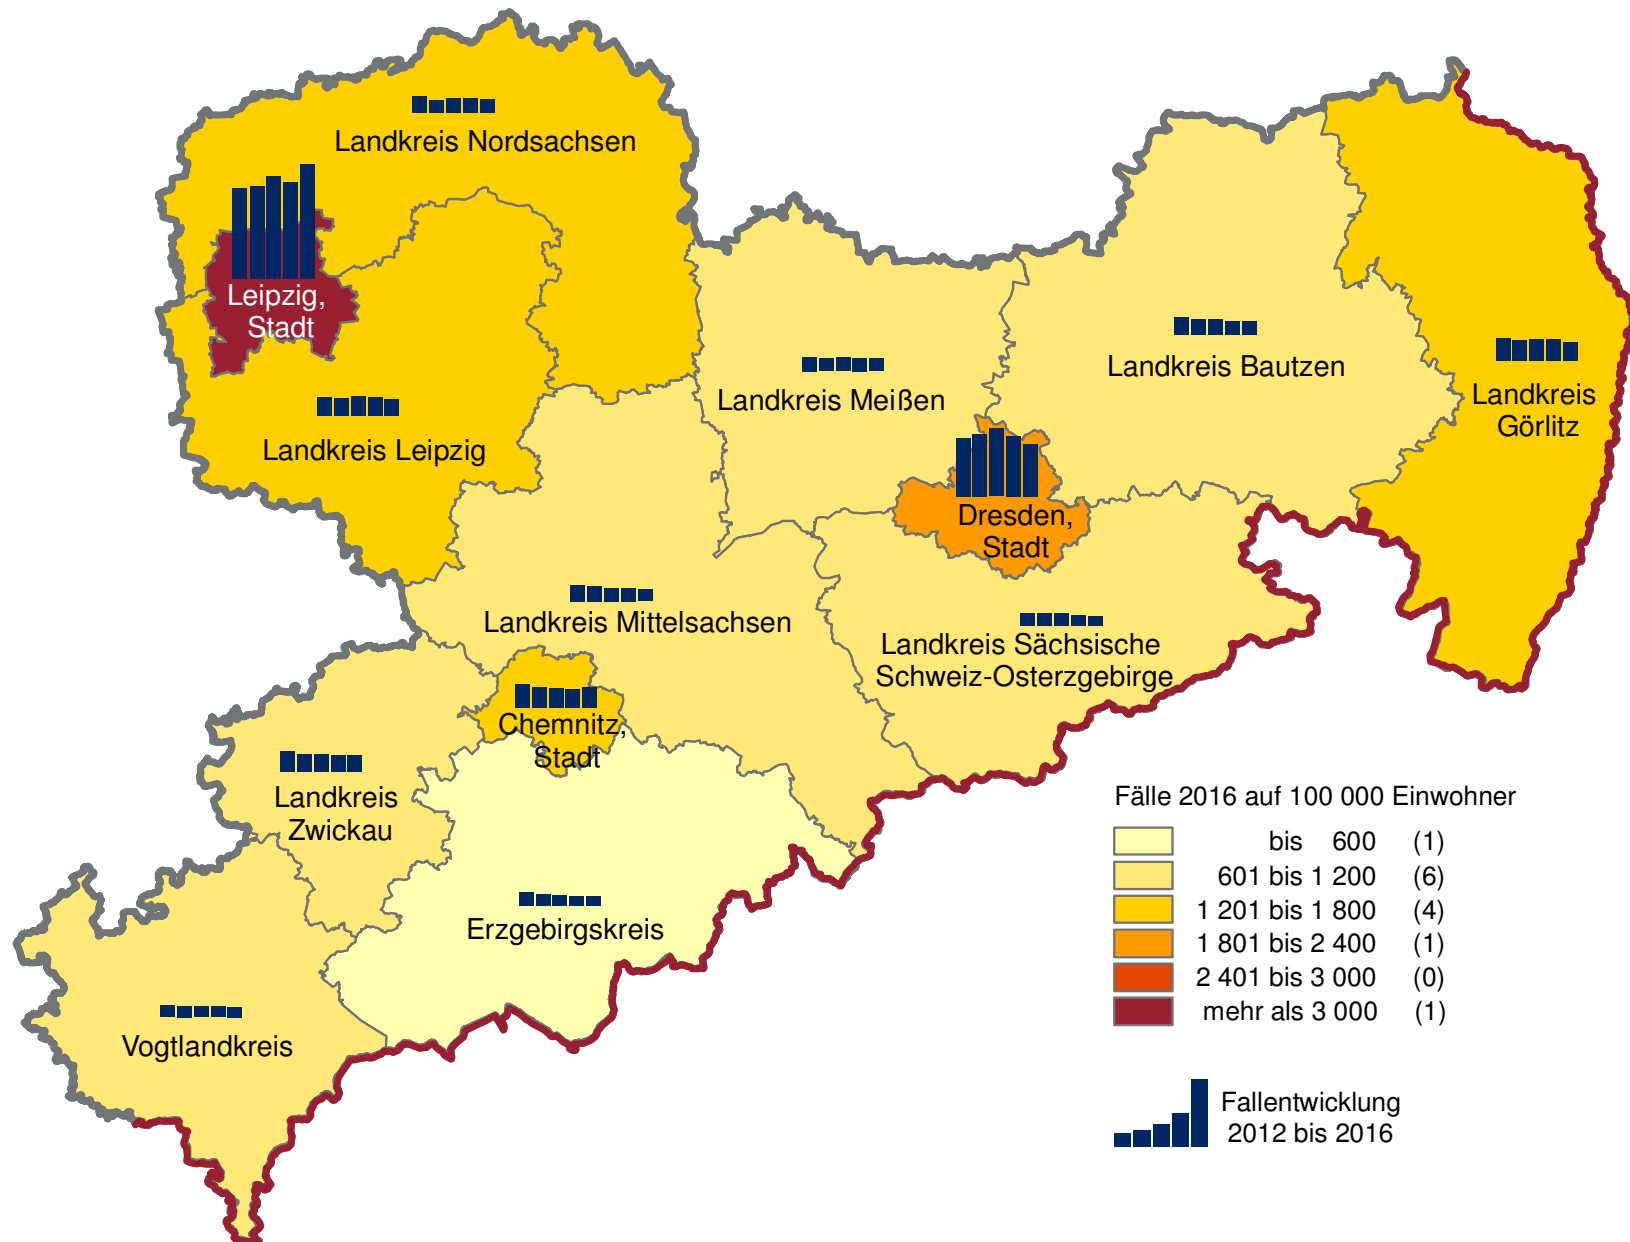 Landkreis Nordsachsen
Leipzig,
Stadt
Landkreis Leipzig
Landkreis Meißen
Landkreis Bautzen
Landkreis
Görlitz
Dresden,
Stadt
Landkreis Mittelsachsen
Landkreis Sächsische
Schweiz-Osterzgebirge
Chemnitz,
Stadt
Landkreis
Zwickau
Erzgebirgskreis
Vogtlandkreis
Fälle 2016 auf 100 000 Einwohner
bis 600 (1)
601 bis 1 200 (6)
1 201 bis 1 800 (4)
1 801 bis 2 400 (1)
2 401 bis 3 000 (0)
mehr als 3 000 (1)
Fallentwicklung
2012 bis 2016